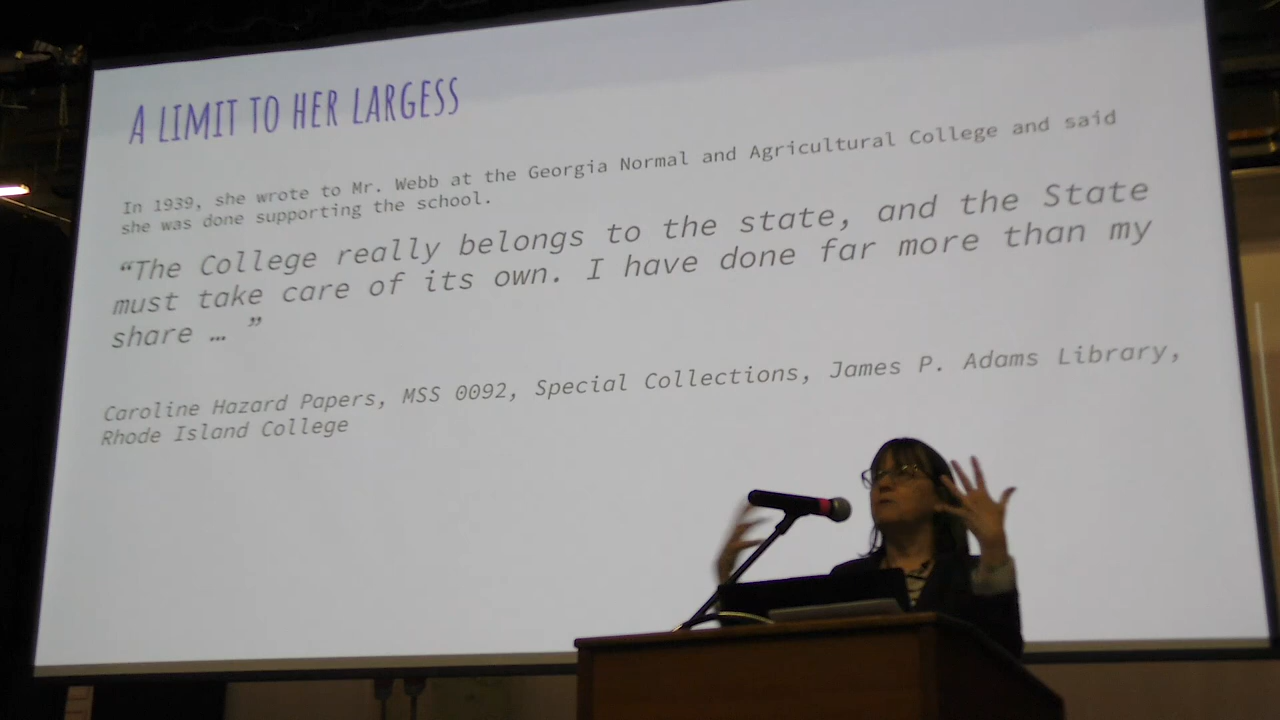 A LIMIT TO HER LARGESS
In 1939, she wrote to Mr. Webb at the Georgia Normal and Agricultural College and said
she was done supporting the school.
“The College really belongs to the state, and the State
must take care of its own. I have done far more than my
share … ”
Caroline Hazard Papers, MSS 0092, Special Collections, James P. Adams Library,
Rhode Island College